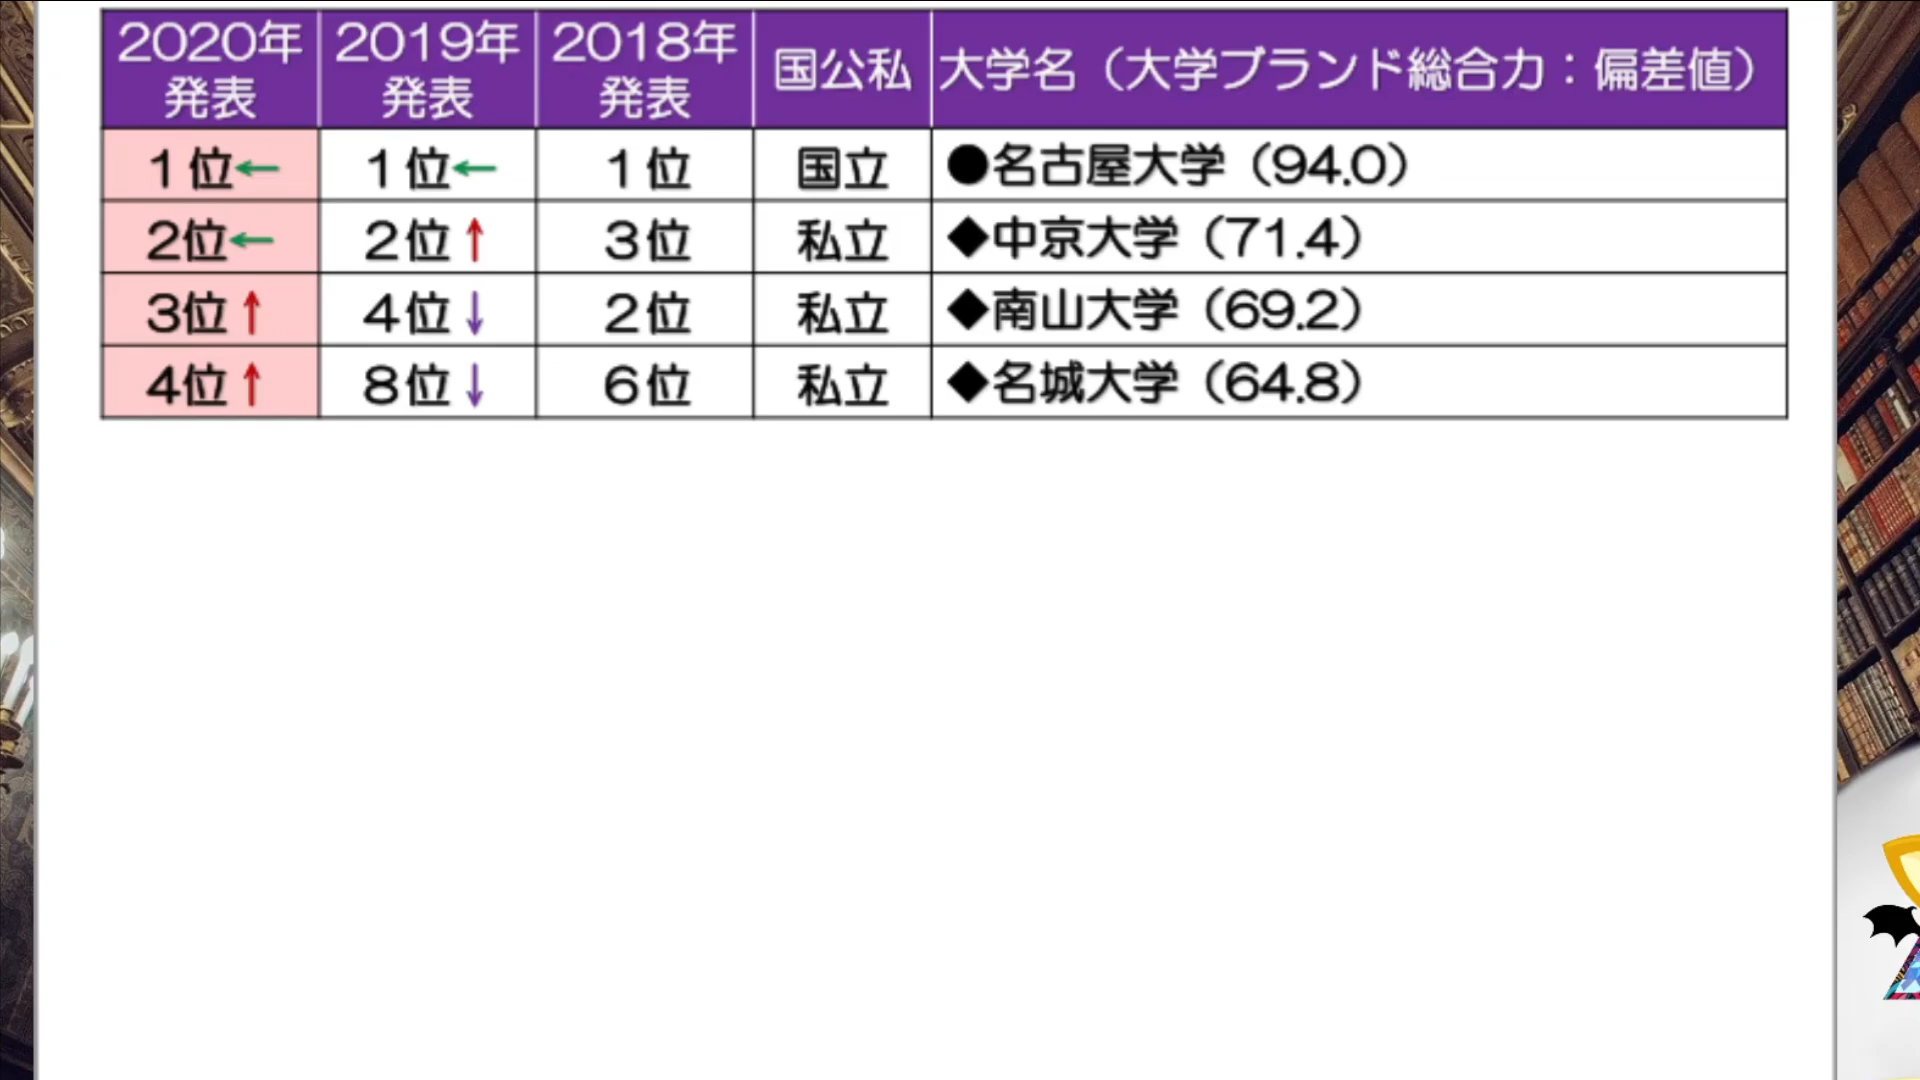 2020年発表 2019年発表 2018年発表 国公私 大学名（大学ブランド総合力：偏差値）
1位← 1位← 1位 国立 ●名古屋大学（94.0）
2位← 2位↑ 3位 私立 ◆中京大学（71.4）
3位↑ 4位↓ 2位 私立 ◆南山大学（69.2）
4位↑ 8位↓ 6位 私立 ◆名城大学（64.8）